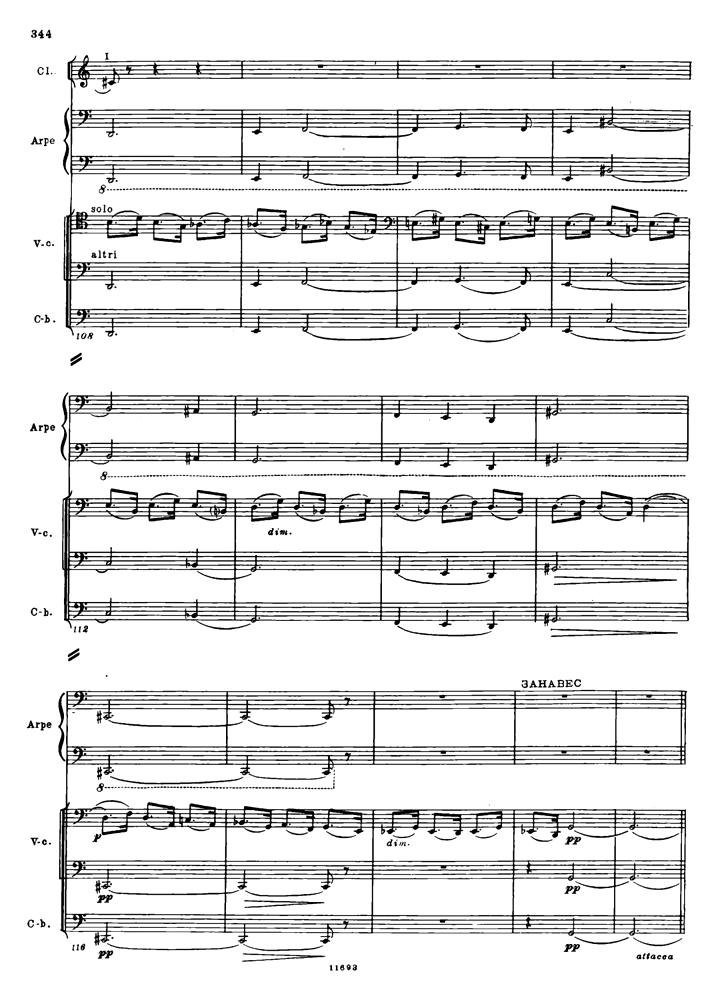 344
I
Cl.
Arpe
8
solo
V-c.
altri
C-b.
108
Arpe
8
V-c.
dim.
C-b.
112
ЗАНАВЕС
Arpe
8
p
V-c.
dim.
pp
pp
pp
C-b.
116
pp
pp
attacca
11693